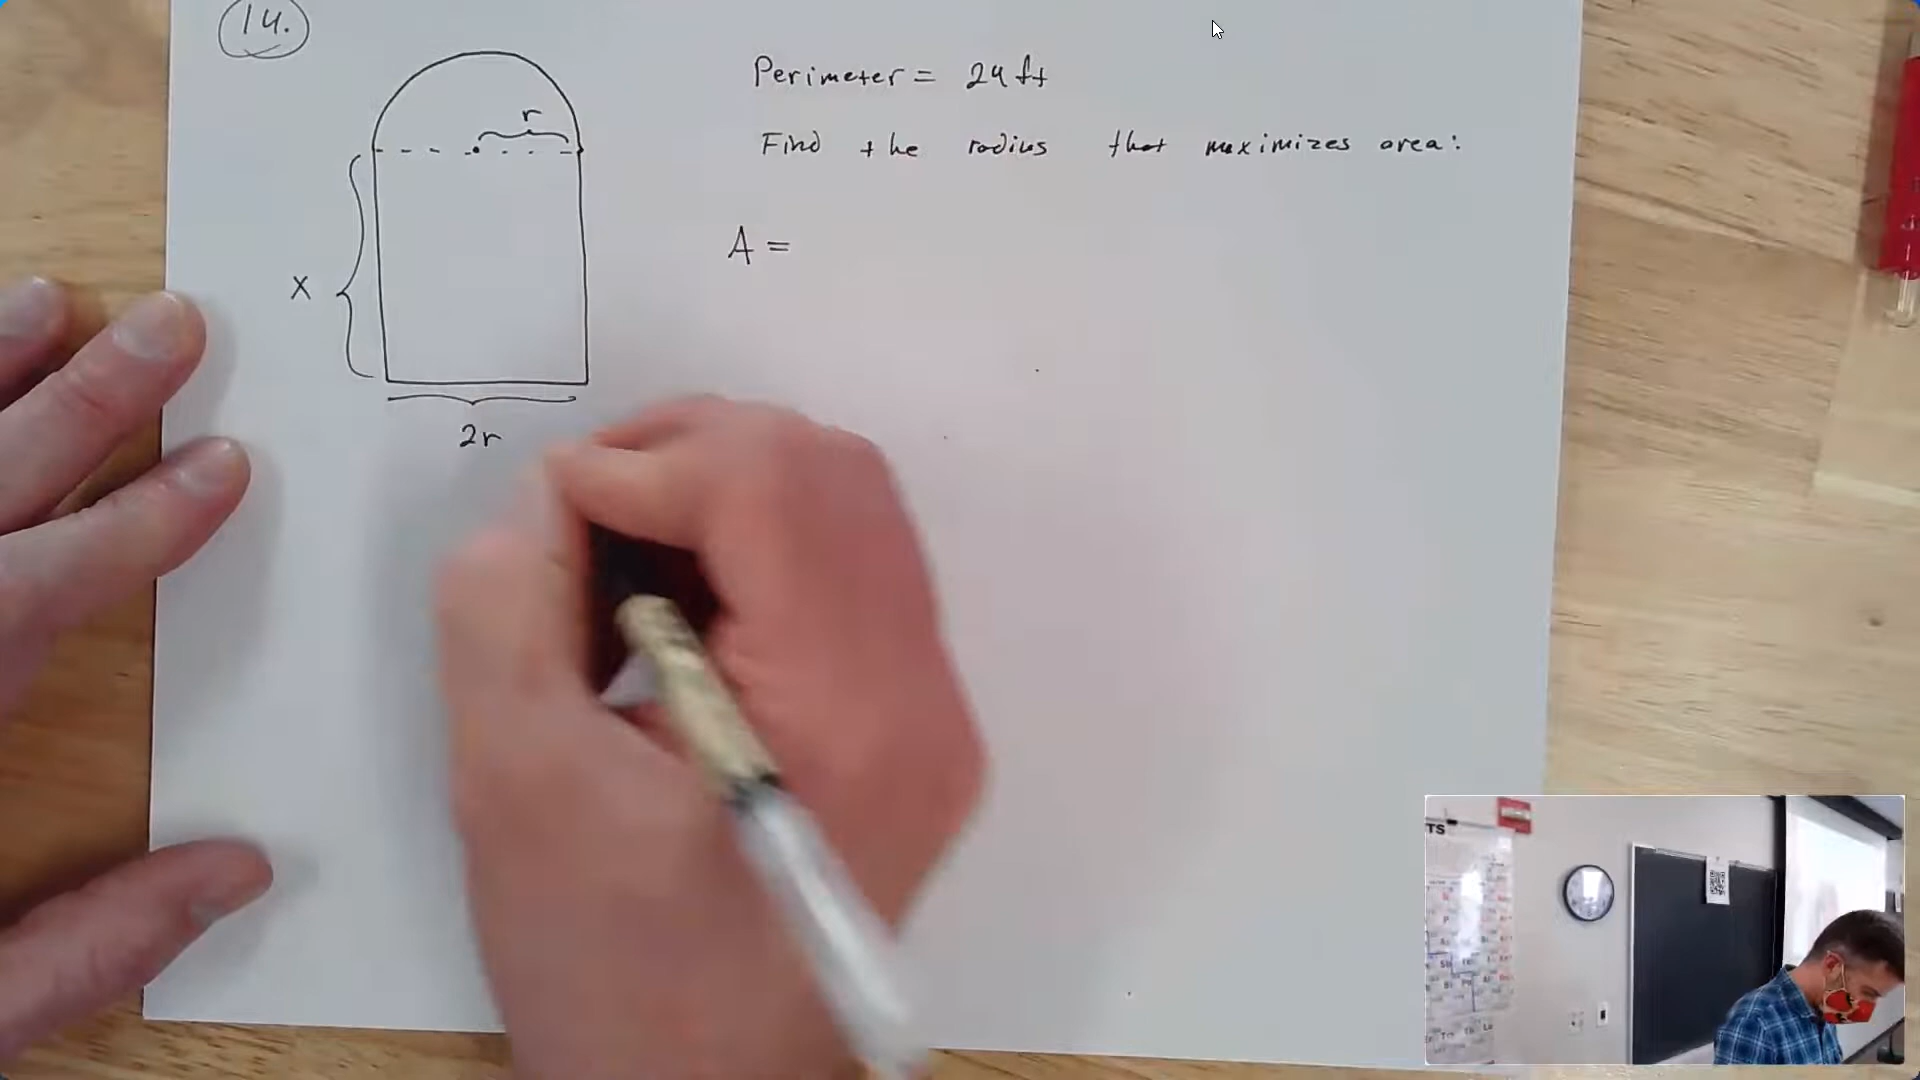 14.
Perimeter = 24 ft
Find the radius that maximizes area:
r
A =
X
2r
TS